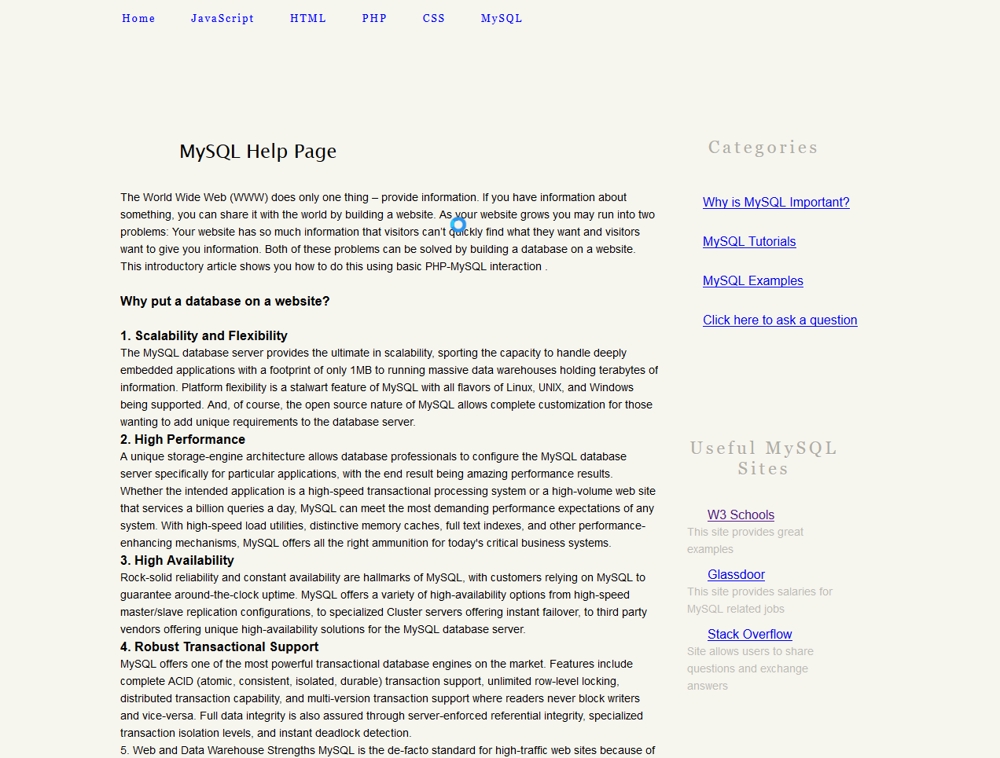 Home JavaScript HTML PHP CSS MySQL
MySQL Help Page
The World Wide Web (WWW) does only one thing – provide information. If you have information about
something, you can share it with the world by building a website. As your website grows you may run into two
problems: Your website has so much information that visitors can't quickly find what they want and visitors
want to give you information. Both of these problems can be solved by building a database on a website.
This introductory article shows you how to do this using basic PHP-MySQL interaction .
Why put a database on a website?
1. Scalability and Flexibility
The MySQL database server provides the ultimate in scalability, sporting the capacity to handle deeply
embedded applications with a footprint of only 1MB to running massive data warehouses holding terabytes of
information. Platform flexibility is a stalwart feature of MySQL with all flavors of Linux, UNIX, and Windows
being supported. And, of course, the open source nature of MySQL allows complete customization for those
wanting to add unique requirements to the database server.
2. High Performance
A unique storage-engine architecture allows database professionals to configure the MySQL database
server specifically for particular applications, with the end result being amazing performance results.
Whether the intended application is a high-speed transactional processing system or a high-volume web site
that services a billion queries a day, MySQL can meet the most demanding performance expectations of any
system. With high-speed load utilities, distinctive memory caches, full text indexes, and other performance-
enhancing mechanisms, MySQL offers all the right ammunition for today's critical business systems.
3. High Availability
Rock-solid reliability and constant availability are hallmarks of MySQL, with customers relying on MySQL to
guarantee around-the-clock uptime. MySQL offers a variety of high-availability options from high-speed
master/slave replication configurations, to specialized Cluster servers offering instant failover, to third party
vendors offering unique high-availability solutions for the MySQL database server.
4. Robust Transactional Support
MySQL offers one of the most powerful transactional database engines on the market. Features include
complete ACID (atomic, consistent, isolated, durable) transaction support, unlimited row-level locking,
distributed transaction capability, and multi-version transaction support where readers never block writers
and vice-versa. Full data integrity is also assured through server-enforced referential integrity, specialized
transaction isolation levels, and instant deadlock detection.
5. Web and Data Warehouse Strengths MySQL is the de-facto standard for high-traffic web sites because of
Categories
Why is MySQL Important?
MySQL Tutorials
MySQL Examples
Click here to ask a question
Useful MySQL
Sites
W3 Schools
This site provides great
examples
Glassdoor
This site provides salaries for
MySQL related jobs
Stack Overflow
Site allows users to share
questions and exchange
answers